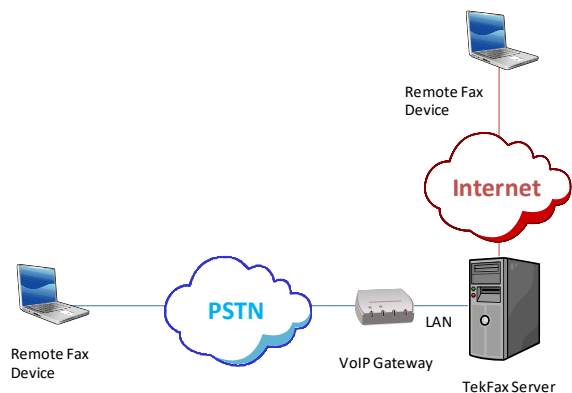 Remote Fax
Device
Internet
PSTN
LAN
Remote Fax
Device
VoIP Gateway
TekFax Server